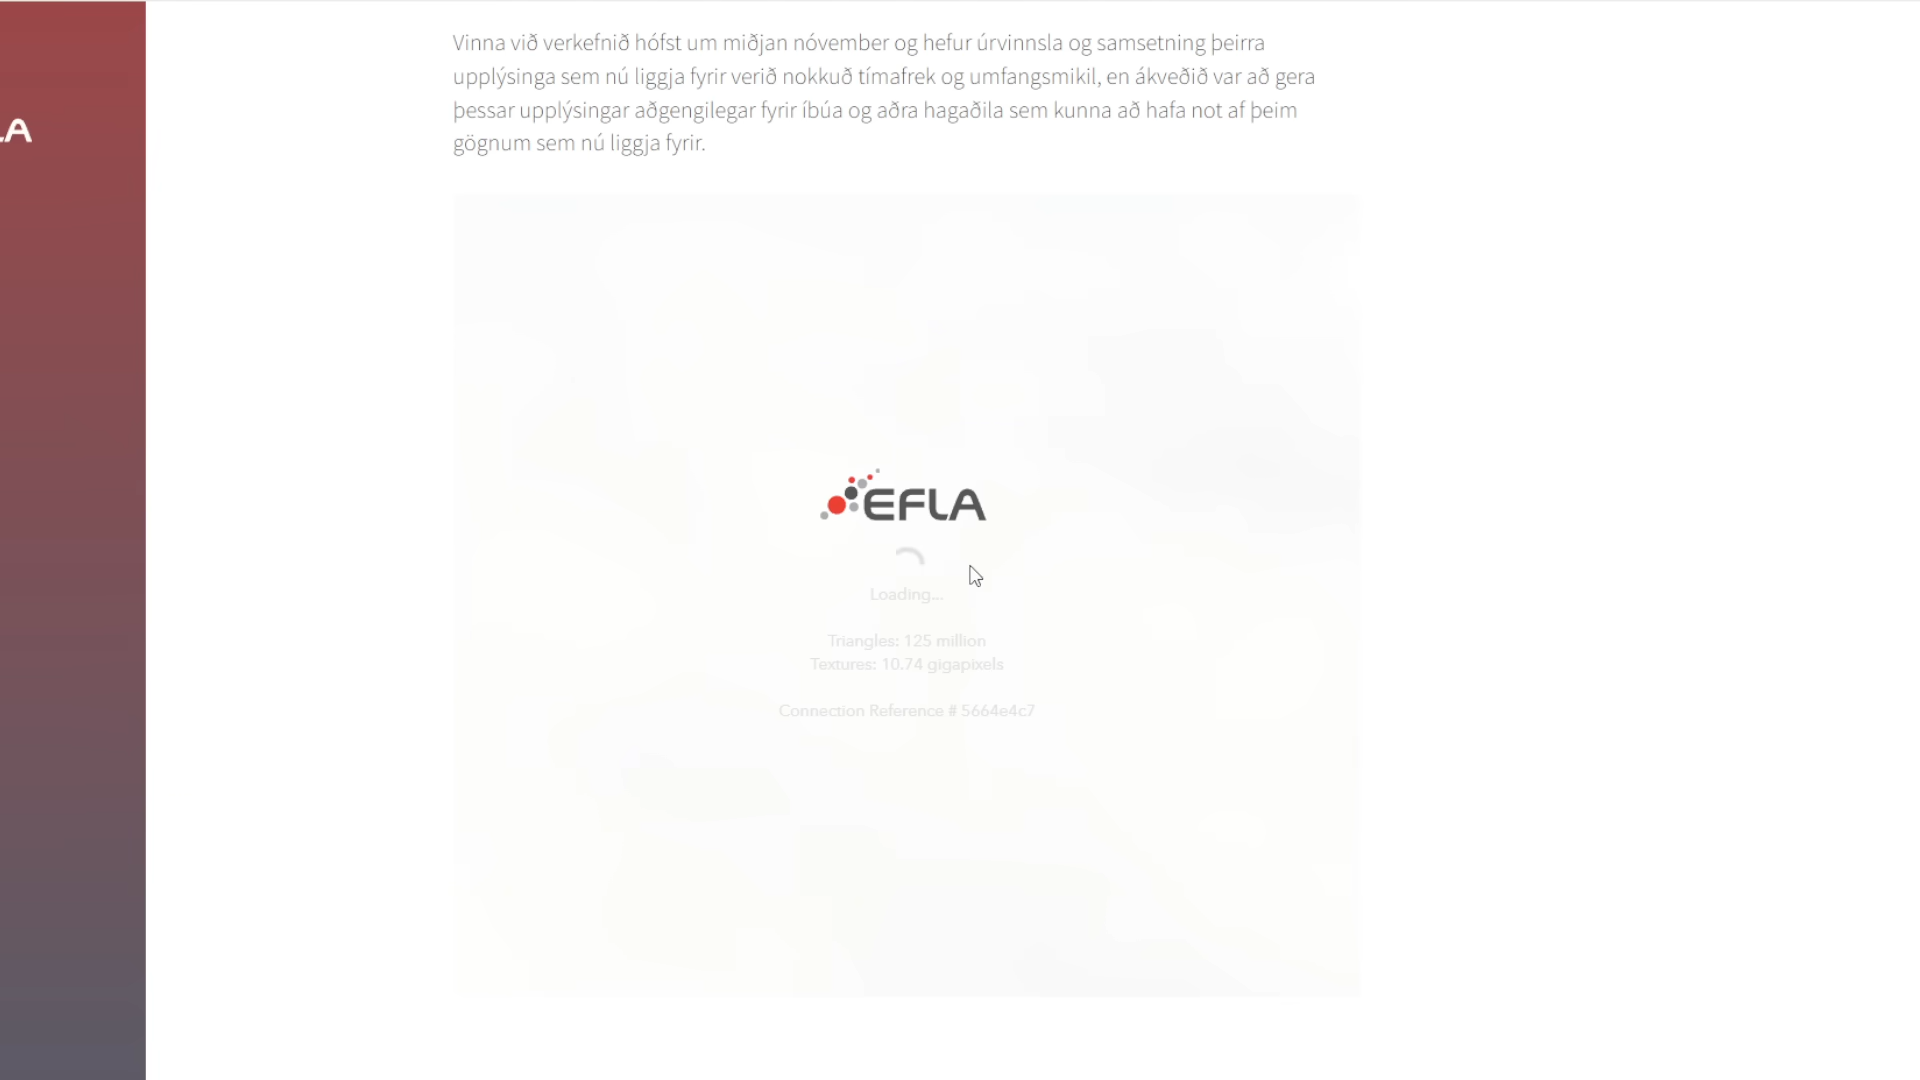 Vinna við verkefnið hófst um miðjan nóvember og hefur úrvinnsla og samsetning þeirra
upplýsinga sem nú liggja fyrir verið nokkuð tímafrek og umfangsmikil, en ákveðið var að gera
þessar upplýsingar aðgengilegar fyrir íbúa og aðra hagaðila sem kunna að hafa not af þeim
gögnum sem nú liggja fyrir.
LA
EFLA
Loading...
Triangles: 125 million
Textures: 10.74 gigapixels
Connection Reference # 5664e4c7